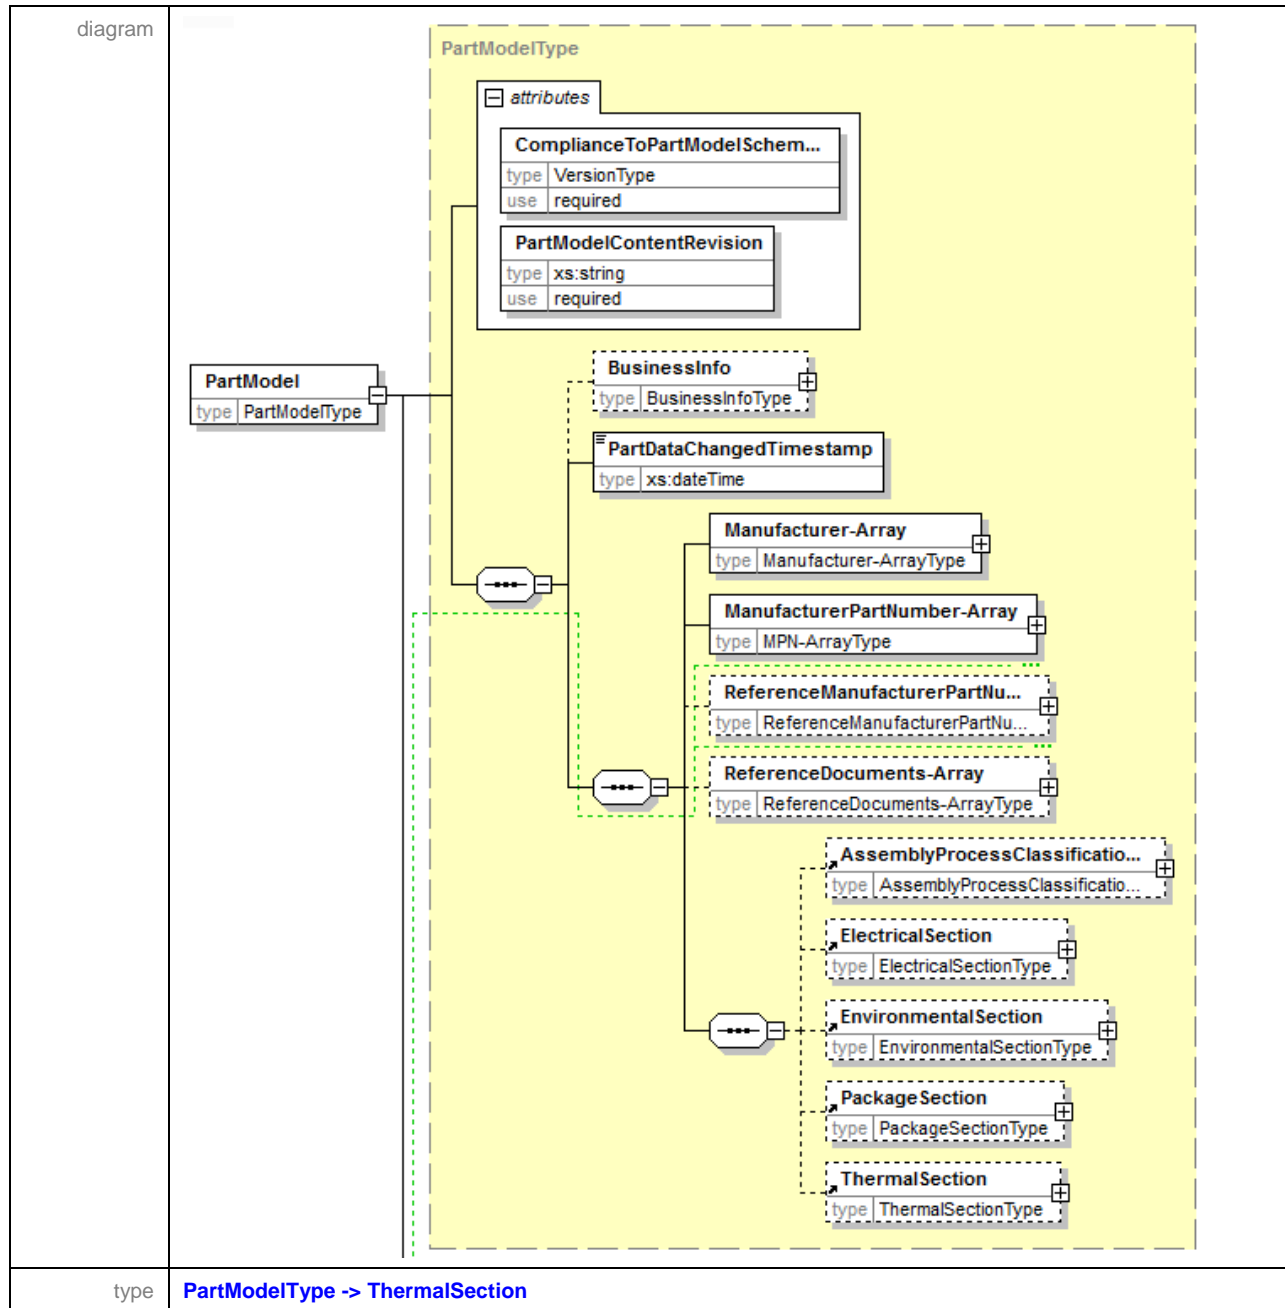 diagram
PartModelType
attributes
ComplianceToPartModelSchem...
type VersionType
use required
PartModelContentRevision
type xs:string
use required
PartModel
type PartModelType
BusinessInfo
type BusinessInfoType
PartDataChangedTimestamp
type xs:dateTime
Manufacturer-Array
type Manufacturer-ArrayType
ManufacturerPartNumber-Array
type MPN-ArrayType
ReferenceManufacturerPartNu...
type ReferenceManufacturerPartNu...
ReferenceDocuments-Array
type ReferenceDocuments-ArrayType
AssemblyProcessClassificatio...
type AssemblyProcessClassificatio...
ElectricalSection
type ElectricalSectionType
EnvironmentalSection
type EnvironmentalSectionType
PackageSection
type PackageSectionType
ThermalSection
type ThermalSectionType
type PartModelType -> ThermalSection